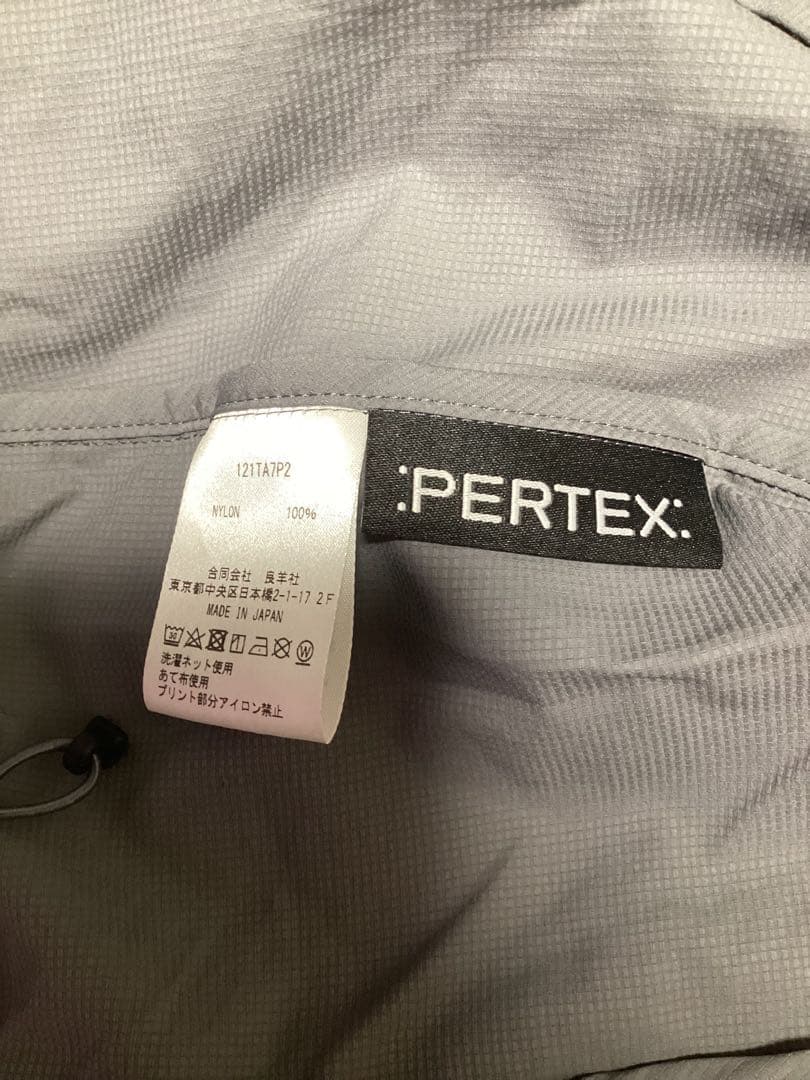 121TA7P2
NYLON 100%
合同会社 良羊社
東京都中央区日本橋2-1-17 2F
MADE IN JAPAN
30 W
洗濯ネット使用
あて布使用
プリント部分アイロン禁止
:PERTEX: